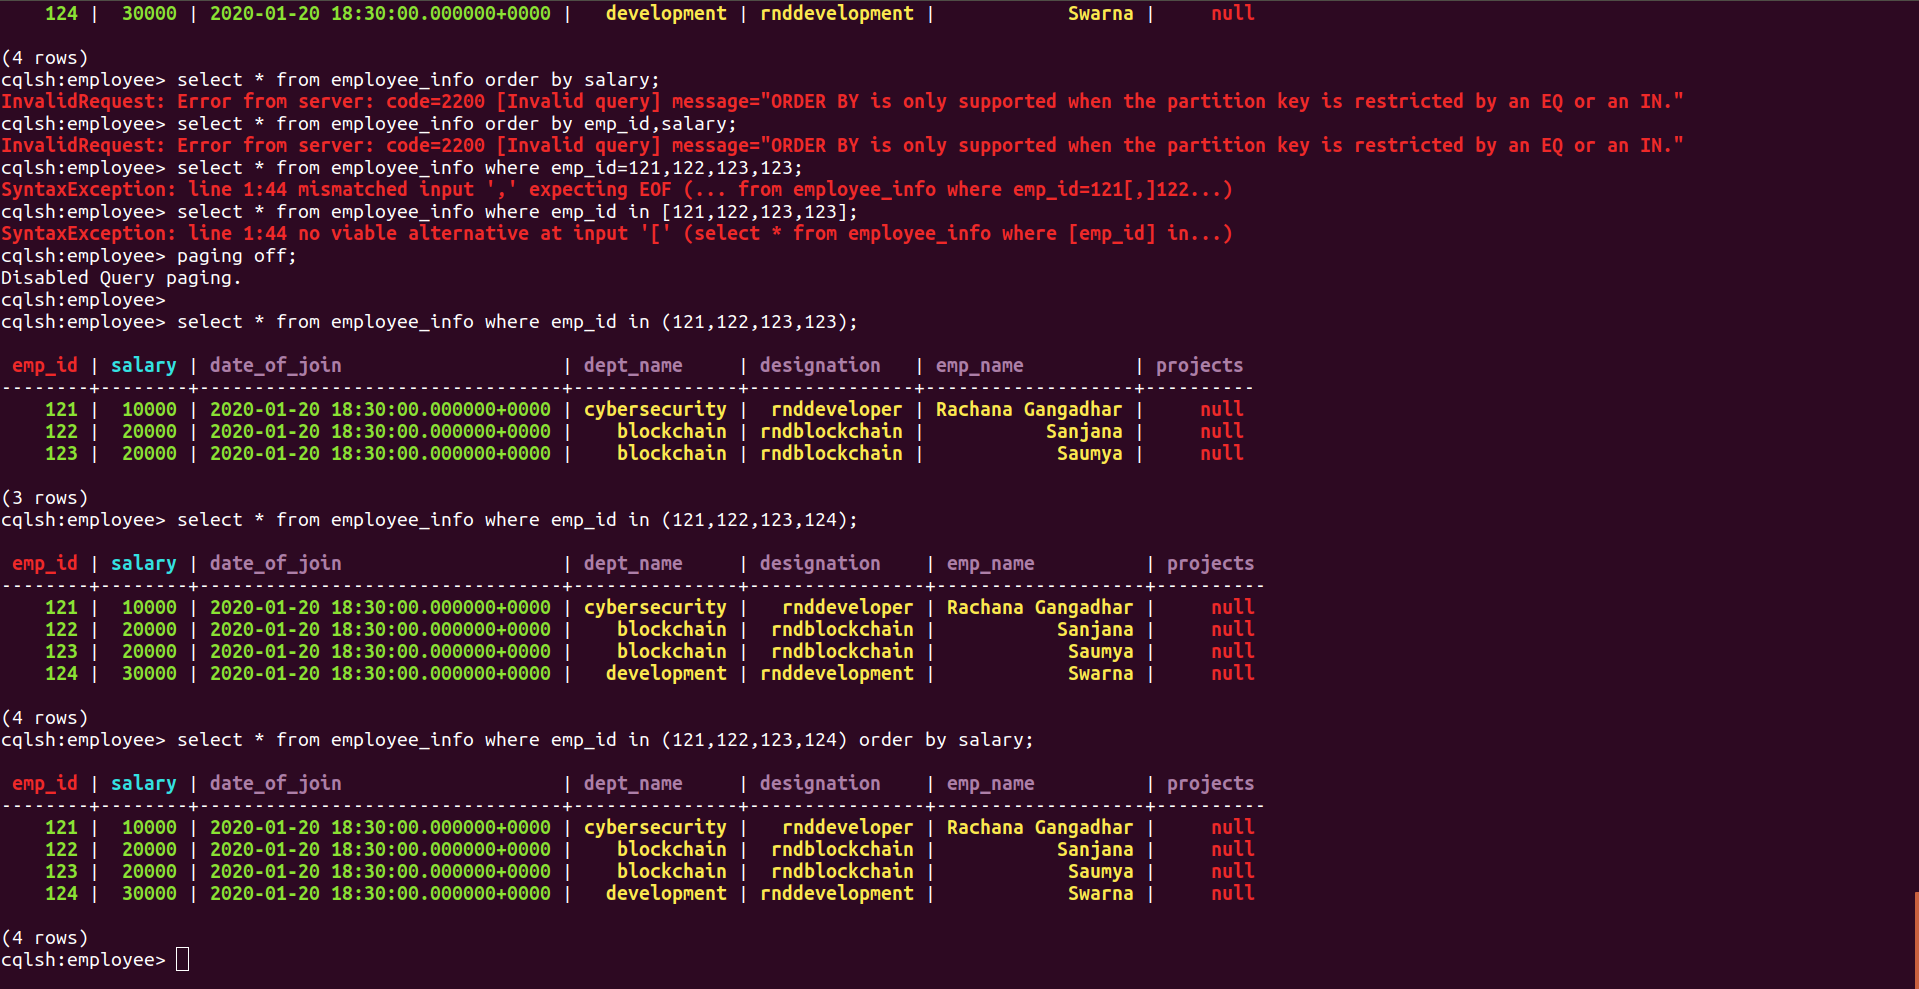 124 | 30000 | 2020-01-20 18:30:00.000000+0000 | development | rnddevelopment | Swarna | null
(4 rows)
cqlsh:employee> select * from employee_info order by salary;
InvalidRequest: Error from server: code=2200 [Invalid query] message="ORDER BY is only supported when the partition key is restricted by an EQ or an IN."
cqlsh:employee> select * from employee_info order by emp_id,salary;
InvalidRequest: Error from server: code=2200 [Invalid query] message="ORDER BY is only supported when the partition key is restricted by an EQ or an IN."
cqlsh:employee> select * from employee_info where emp_id=121,122,123,123;
SyntaxException: line 1:44 mismatched input ',' expecting EOF (... from employee_info where emp_id=121[,]122...)
cqlsh:employee> select * from employee_info where emp_id in [121,122,123,123];
SyntaxException: line 1:44 no viable alternative at input '[' (select * from employee_info where [emp_id] in...)
cqlsh:employee> paging off;
Disabled Query paging.
cqlsh:employee>
cqlsh:employee> select * from employee_info where emp_id in (121,122,123,123);
emp_id | salary | date_of_join | dept_name | designation | emp_name | projects
--------+--------+---------------------------------+---------------+----------------+-------------------+----------
121 | 10000 | 2020-01-20 18:30:00.000000+0000 | cybersecurity | rnddeveloper | Rachana Gangadhar | null
122 | 20000 | 2020-01-20 18:30:00.000000+0000 | blockchain | rndblockchain | Sanjana | null
123 | 20000 | 2020-01-20 18:30:00.000000+0000 | blockchain | rndblockchain | Saumya | null
(3 rows)
cqlsh:employee> select * from employee_info where emp_id in (121,122,123,124);
emp_id | salary | date_of_join | dept_name | designation | emp_name | projects
--------+--------+---------------------------------+---------------+----------------+-------------------+----------
121 | 10000 | 2020-01-20 18:30:00.000000+0000 | cybersecurity | rnddeveloper | Rachana Gangadhar | null
122 | 20000 | 2020-01-20 18:30:00.000000+0000 | blockchain | rndblockchain | Sanjana | null
123 | 20000 | 2020-01-20 18:30:00.000000+0000 | blockchain | rndblockchain | Saumya | null
124 | 30000 | 2020-01-20 18:30:00.000000+0000 | development | rnddevelopment | Swarna | null
(4 rows)
cqlsh:employee> select * from employee_info where emp_id in (121,122,123,124) order by salary;
emp_id | salary | date_of_join | dept_name | designation | emp_name | projects
--------+--------+---------------------------------+---------------+----------------+-------------------+----------
121 | 10000 | 2020-01-20 18:30:00.000000+0000 | cybersecurity | rnddeveloper | Rachana Gangadhar | null
122 | 20000 | 2020-01-20 18:30:00.000000+0000 | blockchain | rndblockchain | Sanjana | null
123 | 20000 | 2020-01-20 18:30:00.000000+0000 | blockchain | rndblockchain | Saumya | null
124 | 30000 | 2020-01-20 18:30:00.000000+0000 | development | rnddevelopment | Swarna | null
(4 rows)
cqlsh:employee>